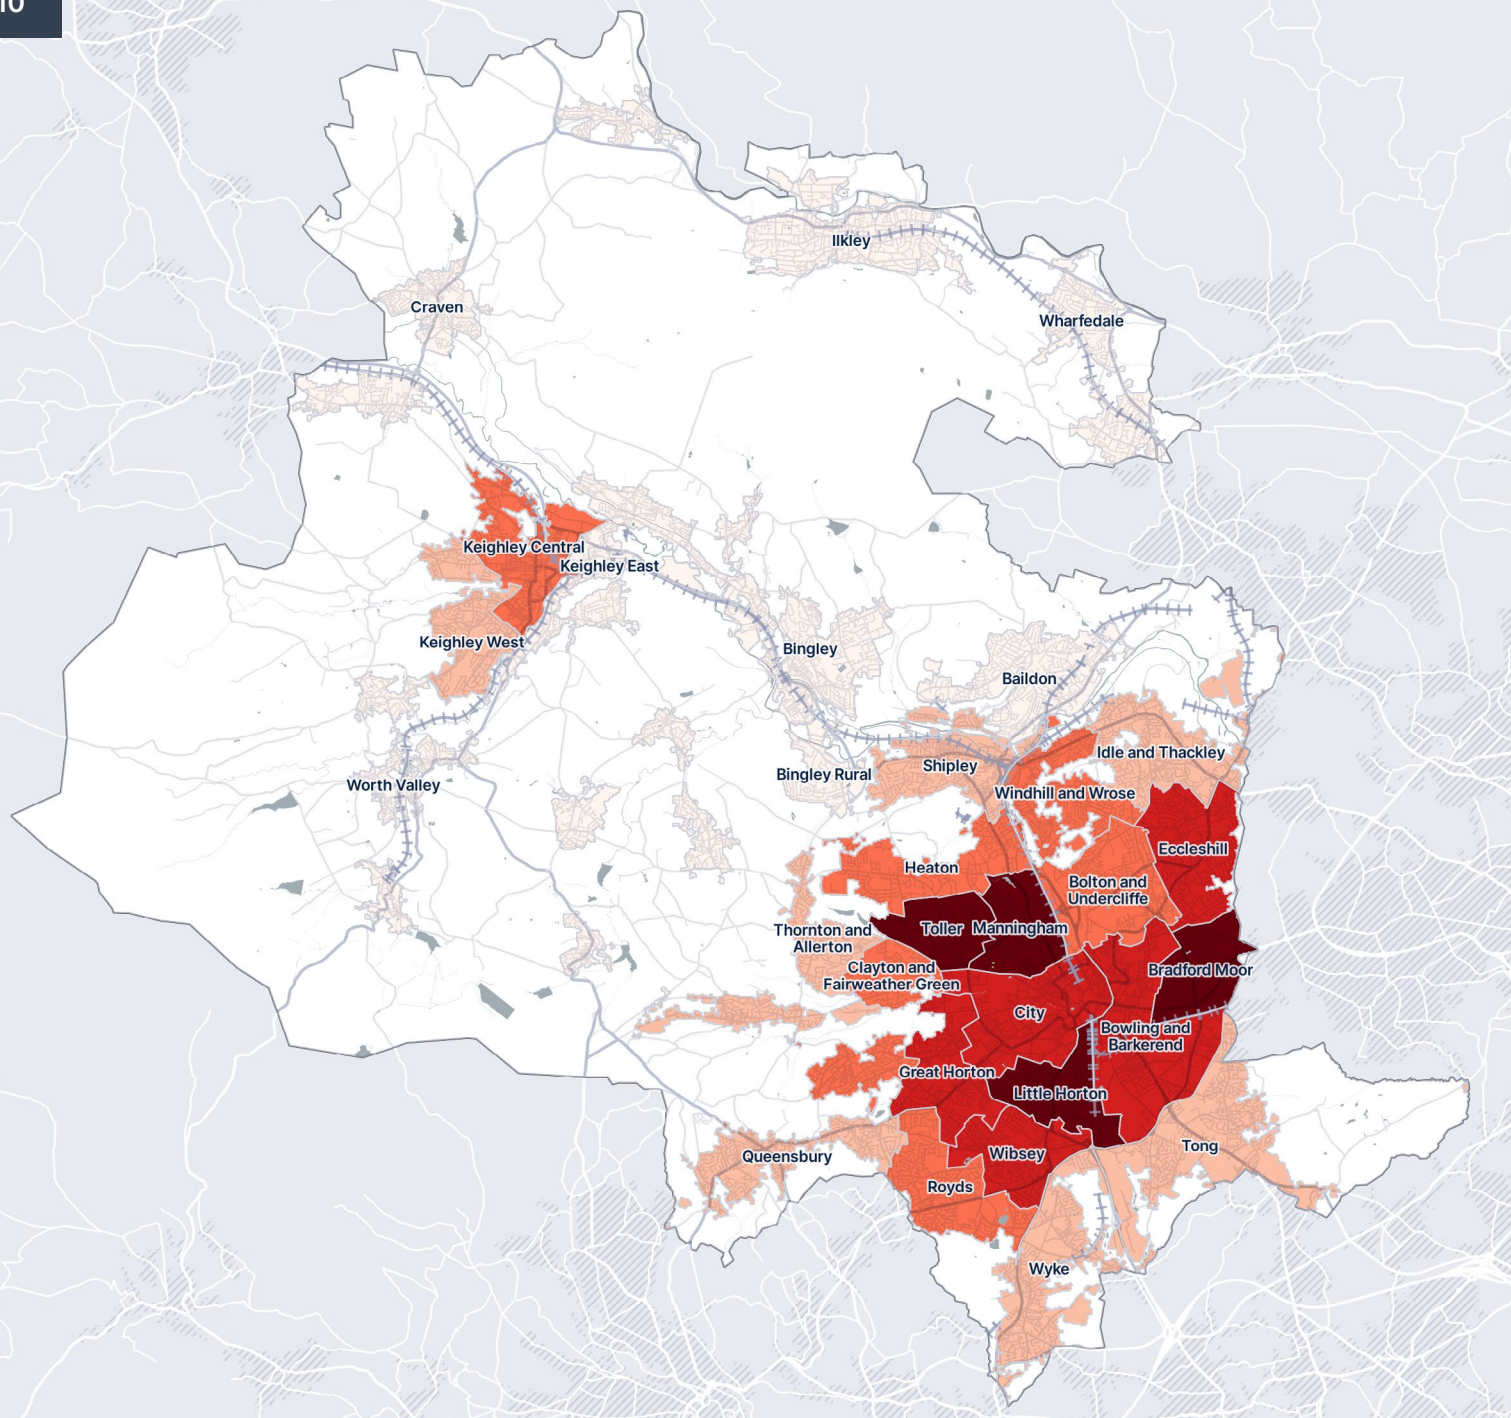 Ilkley
Craven
Wharfedale
Keighley Central
Keighley East
Keighley West
Bingley
Baildon
Idle and Thackley
Shipley
Bingley Rural
Worth Valley
Windhill and Wrose
Eccleshill
Heaton
Bolton and
Undercliffe
Toller
Manningham
Thornton and
Allerton
Clayton and
Fairweather Green
Bradford Moor
City
Bowling and
Barkerend
Great Horton
Little Horton
Tong
Wibsey
Queensbury
Royds
Wyke